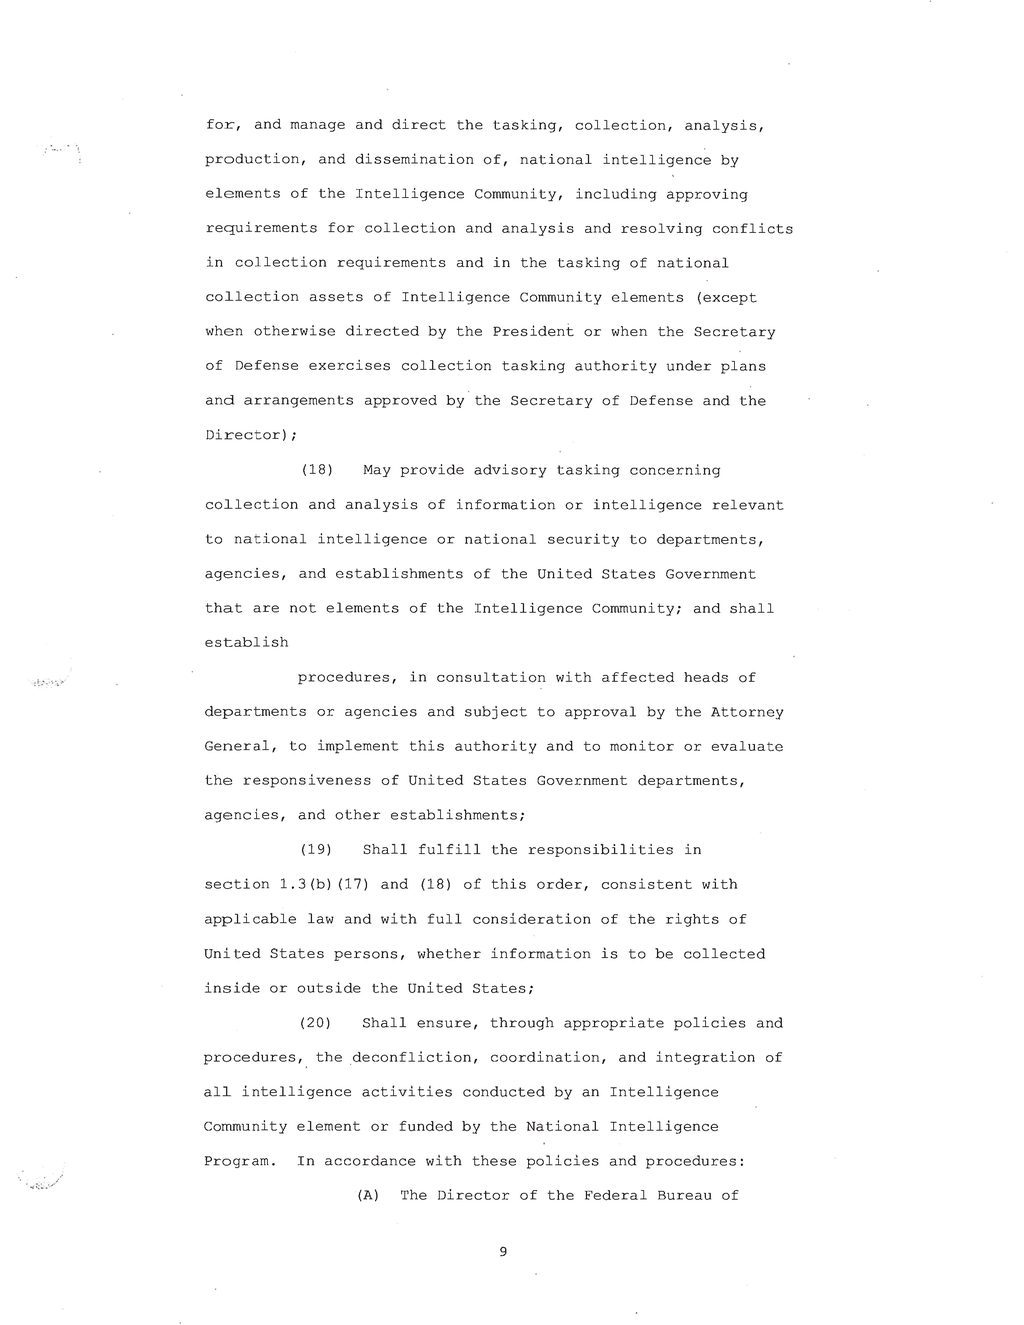 for, and manage and direct the tasking, collection, analysis,
production, and dissemination of, national intelligence by
elements of the Intelligence Community, including approving
requirements for collection and analysis and resolving conflicts
in collection requirements and in the tasking of national
collection assets of Intelligence Community elements (except
when otherwise directed by the President or when the Secretary
of Defense exercises collection tasking authority under plans
and arrangements approved by the Secretary of Defense and the
Director);
(18) May provide advisory tasking concerning
collection and analysis of information or intelligence relevant
to national intelligence or national security to departments,
agencies, and establishments of the United States Government
that are not elements of the Intelligence Community; and shall
establish
procedures, in consultation with affected heads of
departments or agencies and subject to approval by the Attorney
General, to implement this authority and to monitor or evaluate
the responsiveness of United States Government departments,
agencies, and other establishments;
(19) Shall fulfill the responsibilities in
section 1.3(b)(17) and (18) of this order, consistent with
applicable law and with full consideration of the rights of
United States persons, whether information is to be collected
inside or outside the United States;
(20) Shall ensure, through appropriate policies and
procedures, the deconfliction, coordination, and integration of
all intelligence activities conducted by an Intelligence
Community element or funded by the National Intelligence
Program. In accordance with these policies and procedures:
(A) The Director of the Federal Bureau of
9